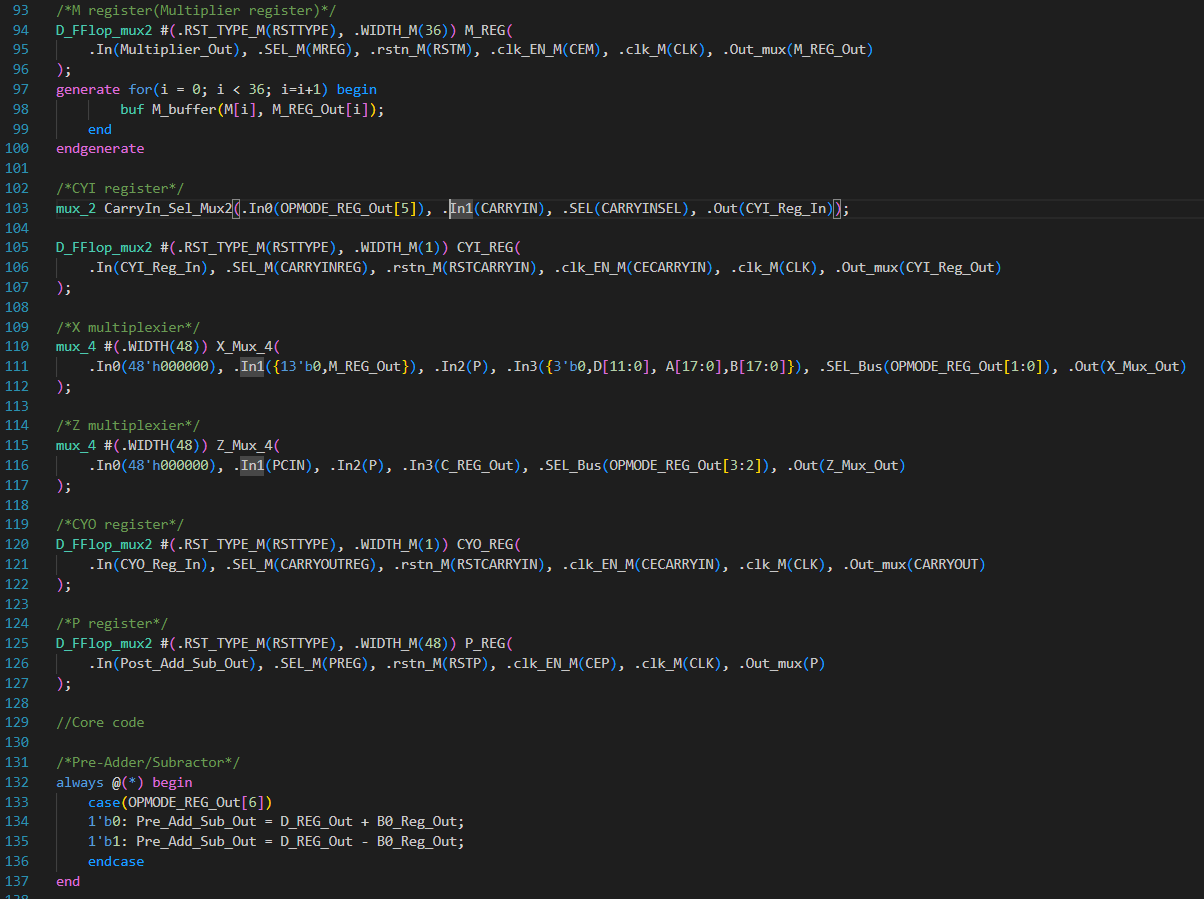 93 /*M register(Multiplier register)*/
94 D_FFlop_mux2 #(.RST_TYPE_M(RSTTYPE), .WIDTH_M(36)) M_REG(
95     .In(Multiplier_Out), .SEL_M(MREG), .rstn_M(RSTM), .clk_EN_M(CEM), .clk_M(CLK), .Out_mux(M_REG_Out)
96 );
97 generate for(i = 0; i < 36; i=i+1) begin
98         buf M_buffer(M[i], M_REG_Out[i]);
99     end
100 endgenerate
101
102 /*CYI register*/
103 mux_2 CarryIn_Sel_Mux2(.In0(OPMODE_REG_Out[5]), .In1(CARRYIN), .SEL(CARRYINSEL), .Out(CYI_Reg_In));
104
105 D_FFlop_mux2 #(.RST_TYPE_M(RSTTYPE), .WIDTH_M(1)) CYI_REG(
106     .In(CYI_Reg_In), .SEL_M(CARRYINREG), .rstn_M(RSTCARRYIN), .clk_EN_M(CECARRYIN), .clk_M(CLK), .Out_mux(CYI_Reg_Out)
107 );
108
109 /*X multiplexier*/
110 mux_4 #(.WIDTH(48)) X_Mux_4(
111     .In0(48'h000000), .In1({13'b0,M_REG_Out}), .In2(P), .In3({3'b0,D[11:0], A[17:0],B[17:0]}), .SEL_Bus(OPMODE_REG_Out[1:0]), .Out(X_Mux_Out)
112 );
113
114 /*Z multiplexier*/
115 mux_4 #(.WIDTH(48)) Z_Mux_4(
116     .In0(48'h000000), .In1(PCIN), .In2(P), .In3(C_REG_Out), .SEL_Bus(OPMODE_REG_Out[3:2]), .Out(Z_Mux_Out)
117 );
118
119 /*CYO register*/
120 D_FFlop_mux2 #(.RST_TYPE_M(RSTTYPE), .WIDTH_M(1)) CYO_REG(
121     .In(CYO_Reg_In), .SEL_M(CARRYOUTREG), .rstn_M(RSTCARRYIN), .clk_EN_M(CECARRYIN), .clk_M(CLK), .Out_mux(CARRYOUT)
122 );
123
124 /*P register*/
125 D_FFlop_mux2 #(.RST_TYPE_M(RSTTYPE), .WIDTH_M(48)) P_REG(
126     .In(Post_Add_Sub_Out), .SEL_M(PREG), .rstn_M(RSTP), .clk_EN_M(CEP), .clk_M(CLK), .Out_mux(P)
127 );
128
129 //Core code
130
131 /*Pre-Adder/Subractor*/
132 always @(*) begin
133     case(OPMODE_REG_Out[6])
134     1'b0: Pre_Add_Sub_Out = D_REG_Out + B0_Reg_Out;
135     1'b1: Pre_Add_Sub_Out = D_REG_Out - B0_Reg_Out;
136     endcase
137 end
138